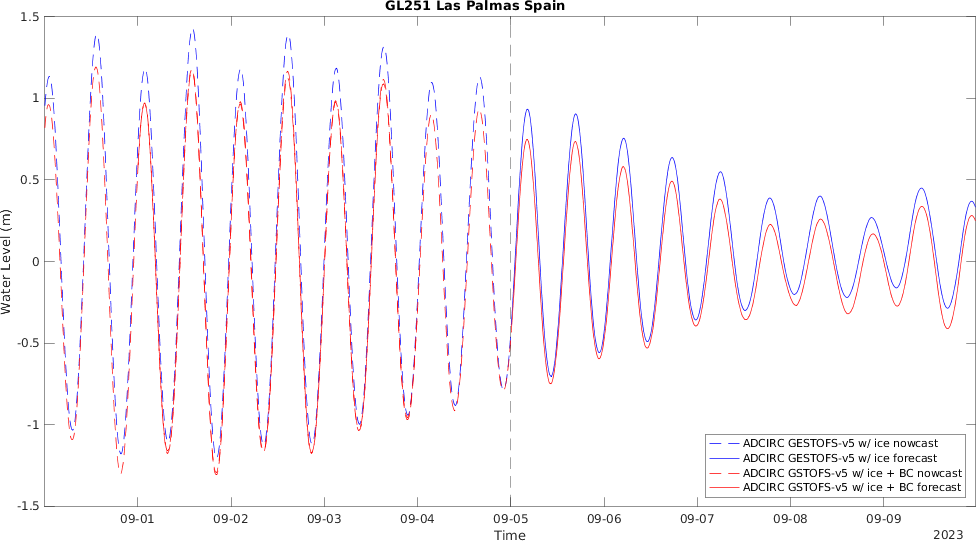 GL251 Las Palmas Spain
1.5
1
0.5
0
-0.5
-1
-1.5
Water Level (m)
09-01 09-02 09-03 09-04 09-05 09-06 09-07 09-08 09-09
Time
2023
ADCIRC GESTOFS-v5 w/ ice nowcast
ADCIRC GESTOFS-v5 w/ ice forecast
ADCIRC GSTOFS-v5 w/ ice + BC nowcast
ADCIRC GSTOFS-v5 w/ ice + BC forecast